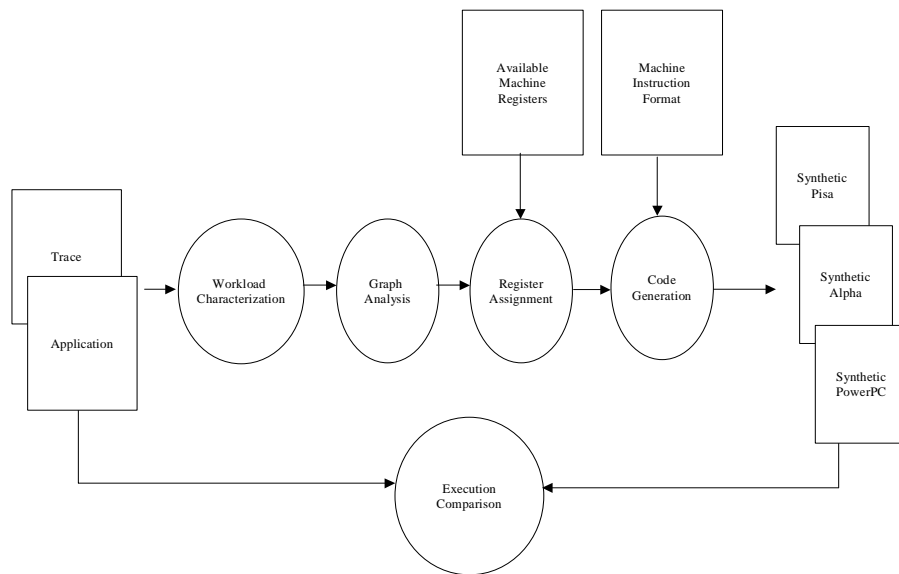 Available
Machine
Registers
Machine
Instruction
Format
Synthetic
Pisa
Trace
Workload
Characterization
Graph
Analysis
Register
Assignment
Code
Generation
Synthetic
Alpha
Application
Synthetic
PowerPC
Execution
Comparison